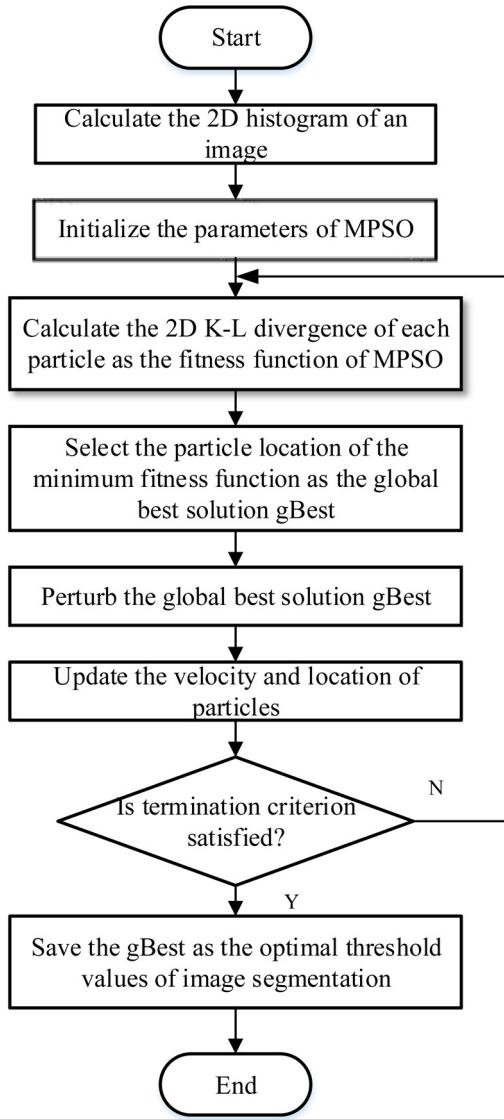 Start
Calculate the 2D histogram of an
image
Initialize the parameters of MPSO
Calculate the 2D K-L divergence of each
particle as the fitness function of MPSO
Select the particle location of the
minimum fitness function as the global
best solution gBest
Perturb the global best solution gBest
Update the velocity and location of
particles
Is termination criterion
satisfied?
N
Y
Save the gBest as the optimal threshold
values of image segmentation
End